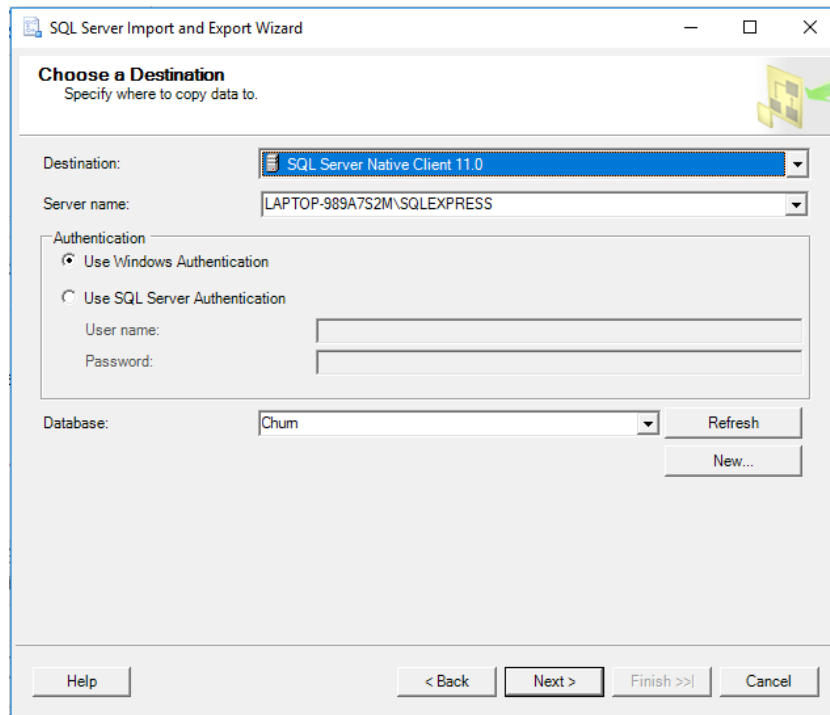 SQL Server Import and Export Wizard
Choose a Destination
Specify where to copy data to.
Destination:
SQL Server Native Client 11.0
Server name:
LAPTOP-989A7S2M\SQLEXPRESS
Authentication
Use Windows Authentication
Use SQL Server Authentication
User name:
Password:
Database:
Churn
Refresh
New...
Help
< Back
Next >
Finish >>|
Cancel